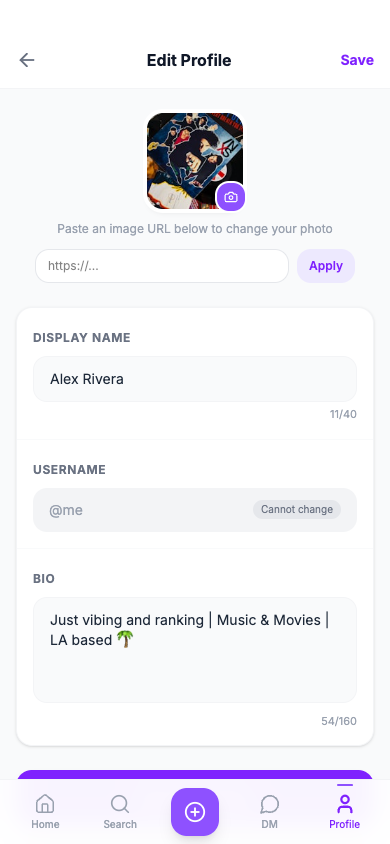 Edit Profile
Save
Paste an image URL below to change your photo
https://...
Apply
DISPLAY NAME
Alex Rivera
11/40
USERNAME
@me
Cannot change
BIO
Just vibing and ranking | Music & Movies |
LA based 🌴
54/160
Home
Search
DM
Profile